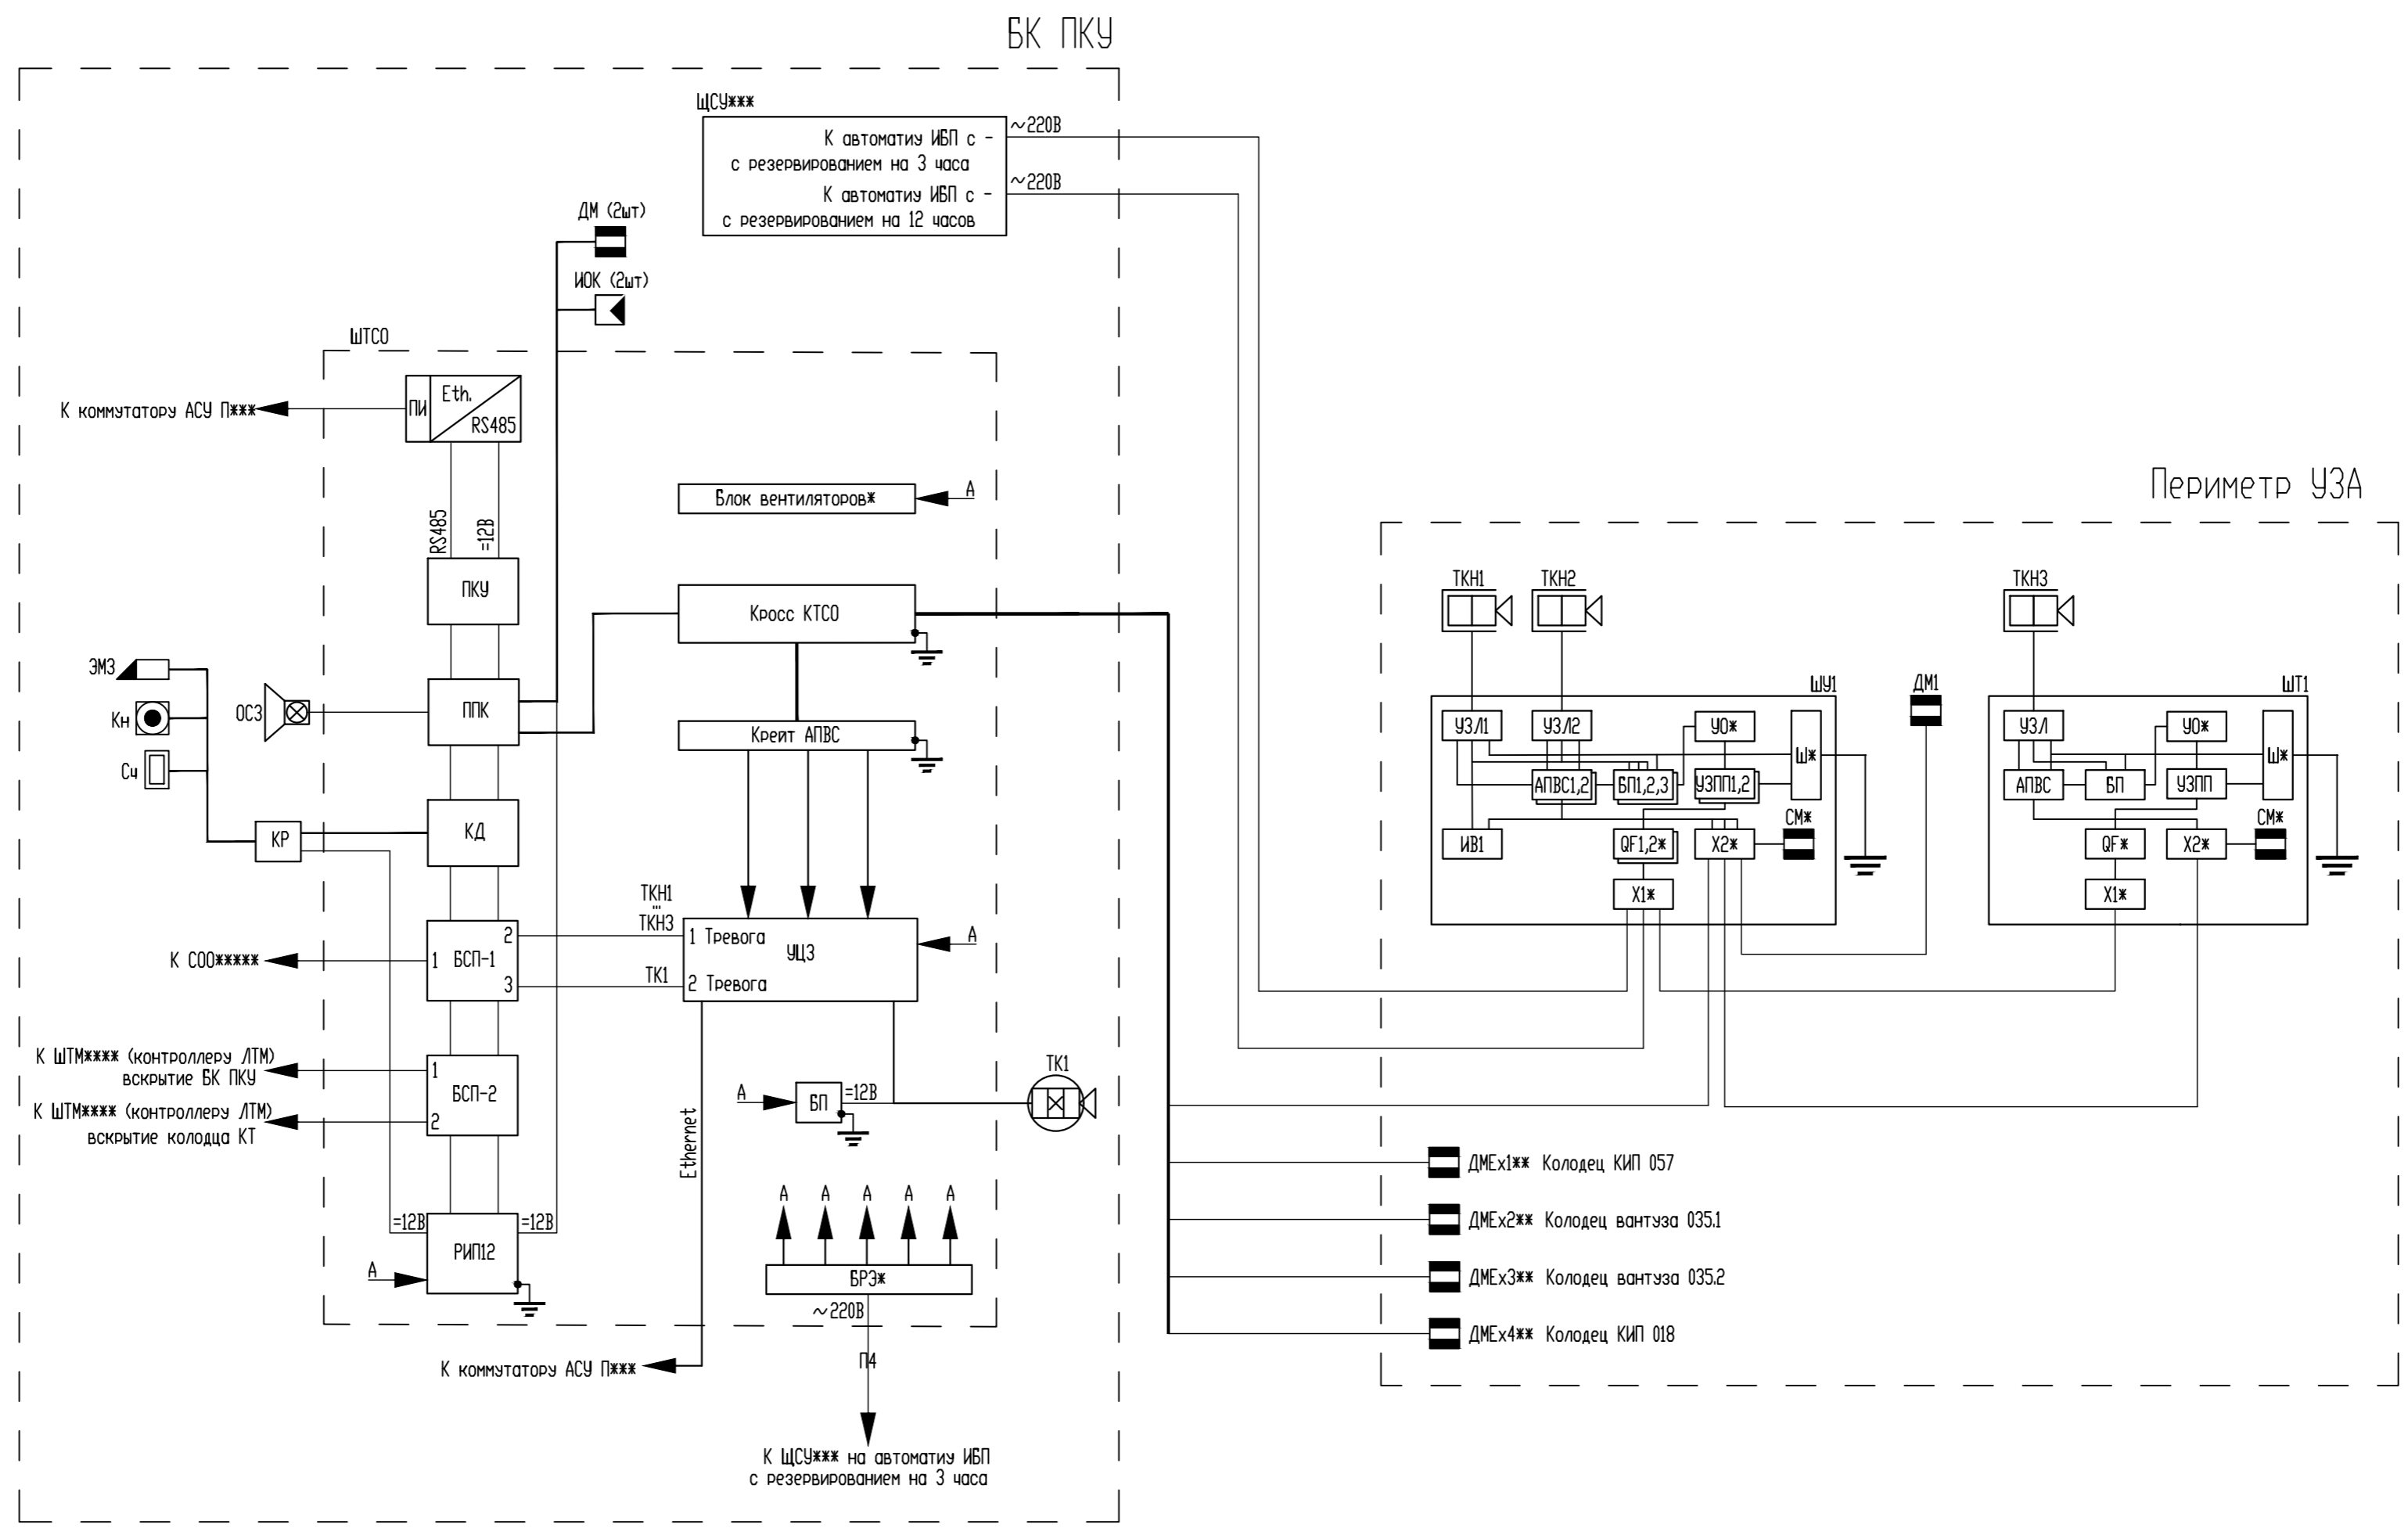 БК ПКУ
ЩСУ***
К автоматиу ИБП с -
с резервированием на 3 часа
К автоматиу ИБП с -
с резервированием на 12 часов
~220В
~220В
ДМ (2шт)
ИОК (2шт)
ШТСО
К коммутатору АСУ П***
ПИ
Eth.
RS485
RS485
=12В
Блок вентиляторов*
А
ПКУ
Кросс КТСО
ЭМЗ
Кн
Сч
ОСЗ
ППК
Крейт АПВС
КР
КД
ТКН1
...
ТКН3
ТК1
К СОО*****
1
БСП-1
2
3
1 Тревога
УЦЗ
2 Тревога
А
К ШТМ**** (контроллеру ЛТМ)
вскрытие БК ПКУ
К ШТМ**** (контроллеру ЛТМ)
вскрытие колодца КТ
1
БСП-2
2
Ethernet
А
БП
=12В
ТК1
=12В
=12В
РИП12
А
А
А
А
А
А
БРЭ*
~220В
П4
К коммутатору АСУ П***
К ЩСУ*** на автоматиу ИБП
с резервированием на 3 часа
Периметр УЗА
ТКН1
ТКН2
ТКН3
ШУ1
ДМ1
ШТ1
УЗЛ1
УЗЛ2
УО*
Ш*
АПВС1,2
БП1,2,3
УЗПП1,2
ИВ1
QF1,2*
Х2*
СМ*
Х1*
УЗЛ
УО*
Ш*
АПВС
БП
УЗПП
QF*
Х2*
СМ*
Х1*
ДМЕх1** Колодец КИП 057
ДМЕх2** Колодец вантуза 035.1
ДМЕх3** Колодец вантуза 035.2
ДМЕх4** Колодец КИП 018